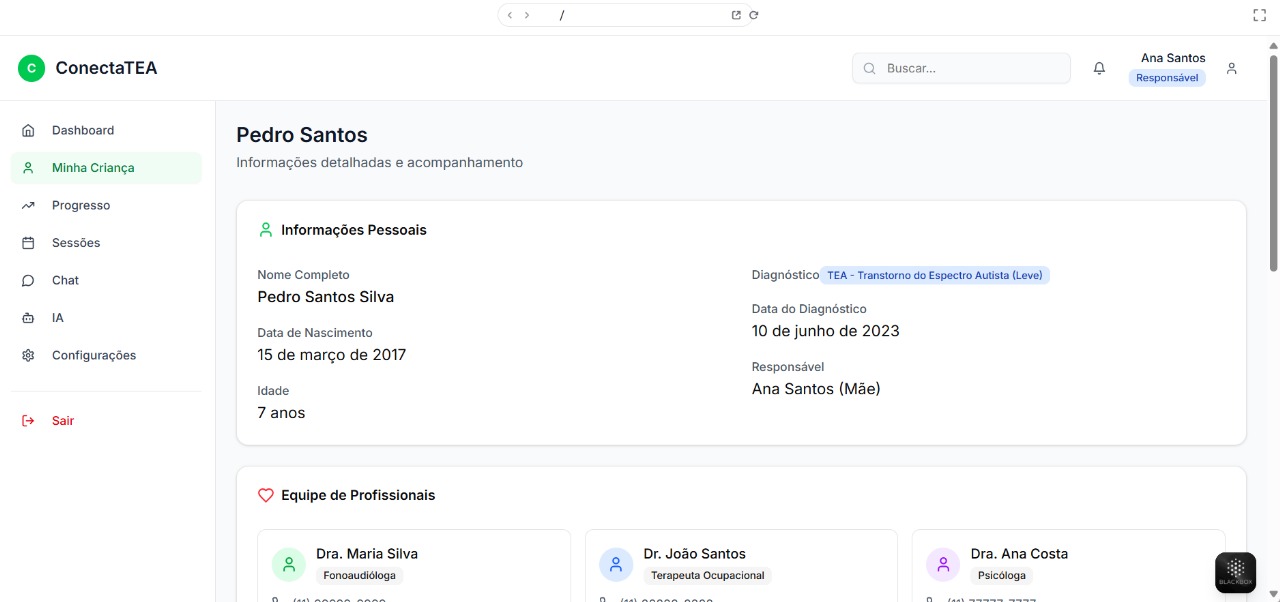 /
C
ConectaTEA
Buscar...
Ana Santos
Responsável
Dashboard
Minha Criança
Progresso
Sessões
Chat
IA
Configurações
Sair
Pedro Santos
Informações detalhadas e acompanhamento
Informações Pessoais
Nome Completo
Pedro Santos Silva
Data de Nascimento
15 de março de 2017
Idade
7 anos
Diagnóstico TEA - Transtorno do Espectro Autista (Leve)
Data do Diagnóstico
10 de junho de 2023
Responsável
Ana Santos (Mãe)
Equipe de Profissionais
Dra. Maria Silva
Fonoaudióloga
Dr. João Santos
Terapeuta Ocupacional
Dra. Ana Costa
Psicóloga
BLACKBOX